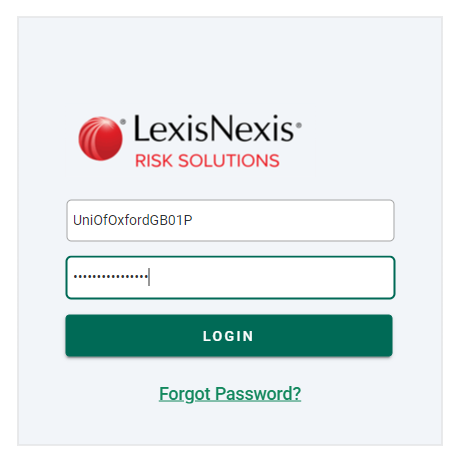 LexisNexis®
RISK SOLUTIONS
UniOfOxfordGB01P
••••••••••••••••
LOGIN
Forgot Password?